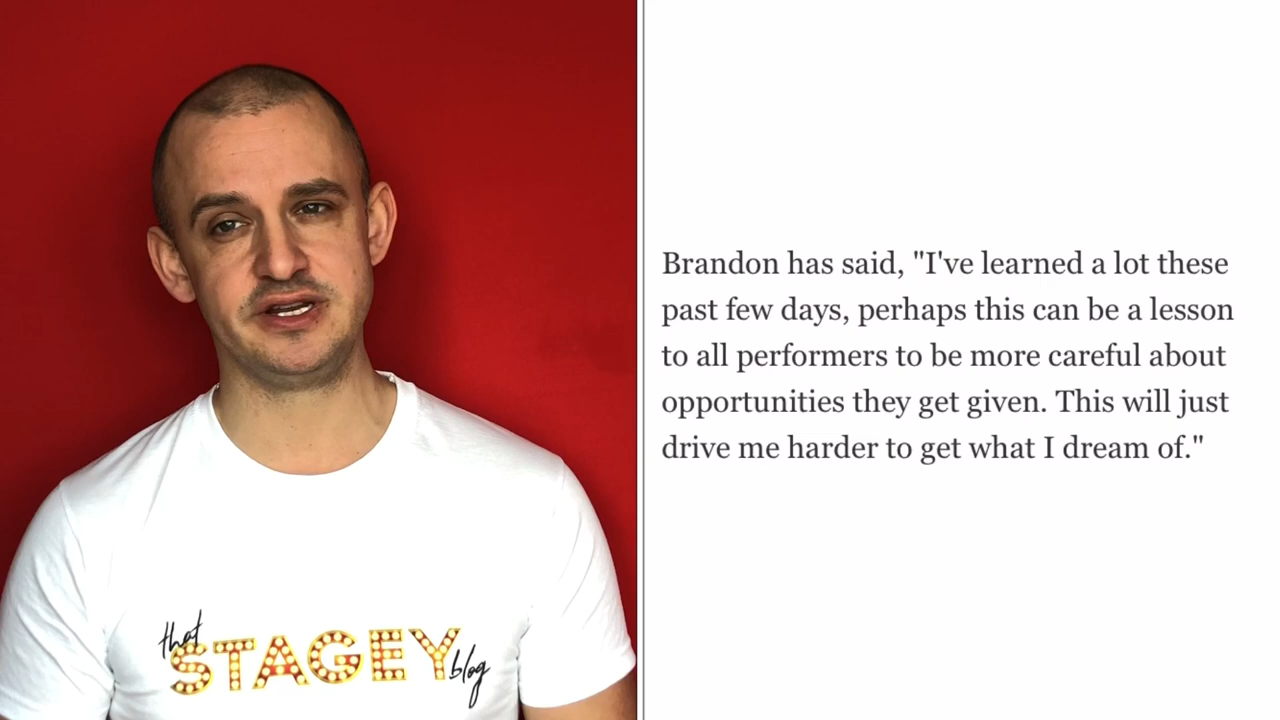 that
STAGEY
blog
Brandon has said, "I've learned a lot these
past few days, perhaps this can be a lesson
to all performers to be more careful about
opportunities they get given. This will just
drive me harder to get what I dream of."